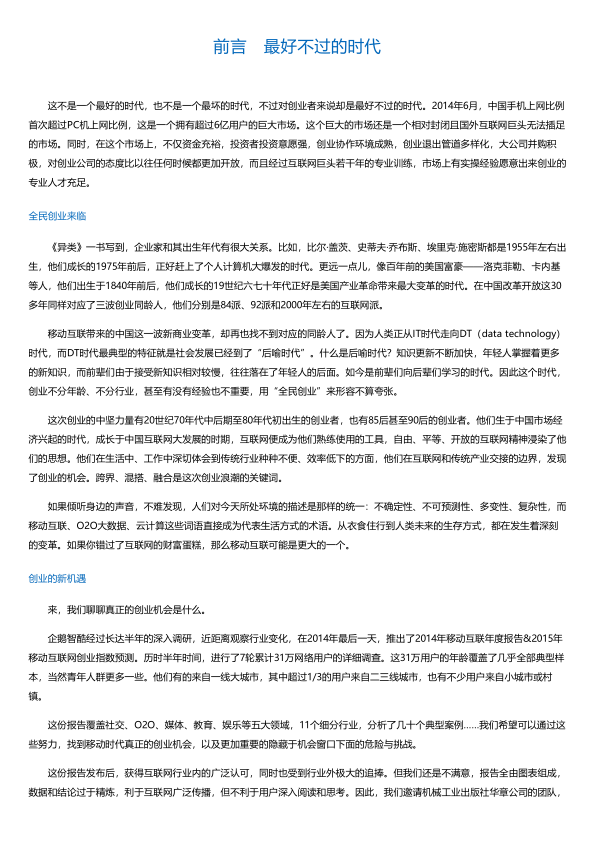 前言　最好不过的时代
这不是一个最好的时代，也不是一个最坏的时代，不过对创业者来说却是最好不过的时代。2014年6月，中国手机上网比例
首次超过PC机上网比例，这是一个拥有超过6亿用户的巨大市场。这个巨大的市场还是一个相对封闭且国外互联网巨头无法插足
的市场。同时，在这个市场上，不仅资金充裕，投资者投资意愿强，创业协作环境成熟，创业退出管道多样化，大公司并购积
极，对创业公司的态度比以往任何时候都更加开放，而且经过互联网巨头若干年的专业训练，市场上有实操经验愿意出来创业的
专业人才充足。
全民创业来临
《异类》一书写到，企业家和其出生年代有很大关系。比如，比尔·盖茨、史蒂夫·乔布斯、埃里克·施密斯都是1955年左右出
生，他们成长的1975年前后，正好赶上了个人计算机大爆发的时代。更远一点儿，像百年前的美国富豪——洛克菲勒、卡内基
等人，他们出生于1840年前后，他们成长的19世纪六七十年代正好是美国产业革命带来最大变革的时代。在中国改革开放这30
多年同样对应了三波创业同龄人，他们分别是84派、92派和2000年左右的互联网派。
移动互联带来的中国这一波新商业变革，却再也找不到对应的同龄人了。因为人类正从IT时代走向DT（data technology）
时代，而DT时代最典型的特征就是社会发展已经到了“后喻时代”。什么是后喻时代？知识更新不断加快，年轻人掌握着更多
的新知识，而前辈们由于接受新知识相对较慢，往往落在了年轻人的后面。如今是前辈们向后辈们学习的时代。因此这个时代，
创业不分年龄、不分行业，甚至有没有经验也不重要，用“全民创业”来形容不算夸张。
这次创业的中坚力量有20世纪70年代中后期至80年代初出生的创业者，也有85后甚至90后的创业者。他们生于中国市场经
济兴起的时代，成长于中国互联网大发展的时期，互联网便成为他们熟练使用的工具，自由、平等、开放的互联网精神浸染了他
们的思想。他们在生活中、工作中深切体会到传统行业种种不便、效率低下的方面，他们在互联网和传统产业交接的边界，发现
了创业的机会。跨界、混搭、融合是这次创业浪潮的关键词。
如果倾听身边的声音，不难发现，人们对今天所处环境的描述是那样的统一：不确定性、不可预测性、多变性、复杂性，而
移动互联、O2O大数据、云计算这些词语直接成为代表生活方式的术语。从衣食住行到人类未来的生存方式，都在发生着深刻
的变革。如果你错过了互联网的财富蛋糕，那么移动互联可能是更大的一个。
创业的新机遇
来，我们聊聊真正的创业机会是什么。
企鹅智酷经过长达半年的深入调研，近距离观察行业变化，在2014年最后一天，推出了2014年移动互联年度报告&2015年
移动互联网创业指数预测。历时半年时间，进行了7轮累计31万网络用户的详细调查。这31万用户的年龄覆盖了几乎全部典型样
本，当然青年人群更多一些。他们有的来自一线大城市，其中超过1/3的用户来自二三线城市，也有不少用户来自小城市或村
镇。
这份报告覆盖社交、O2O、媒体、教育、娱乐等五大领域，11个细分行业，分析了几十个典型案例……我们希望可以通过这
些努力，找到移动时代真正的创业机会，以及更加重要的隐藏于机会窗口下面的危险与挑战。
这份报告发布后，获得互联网行业内的广泛认可，同时也受到行业外极大的追捧。但我们还是不满意，报告全由图表组成，
数据和结论过于精炼，利于互联网广泛传播，但不利于用户深入阅读和思考。因此，我们邀请机械工业出版社华章公司的团队，